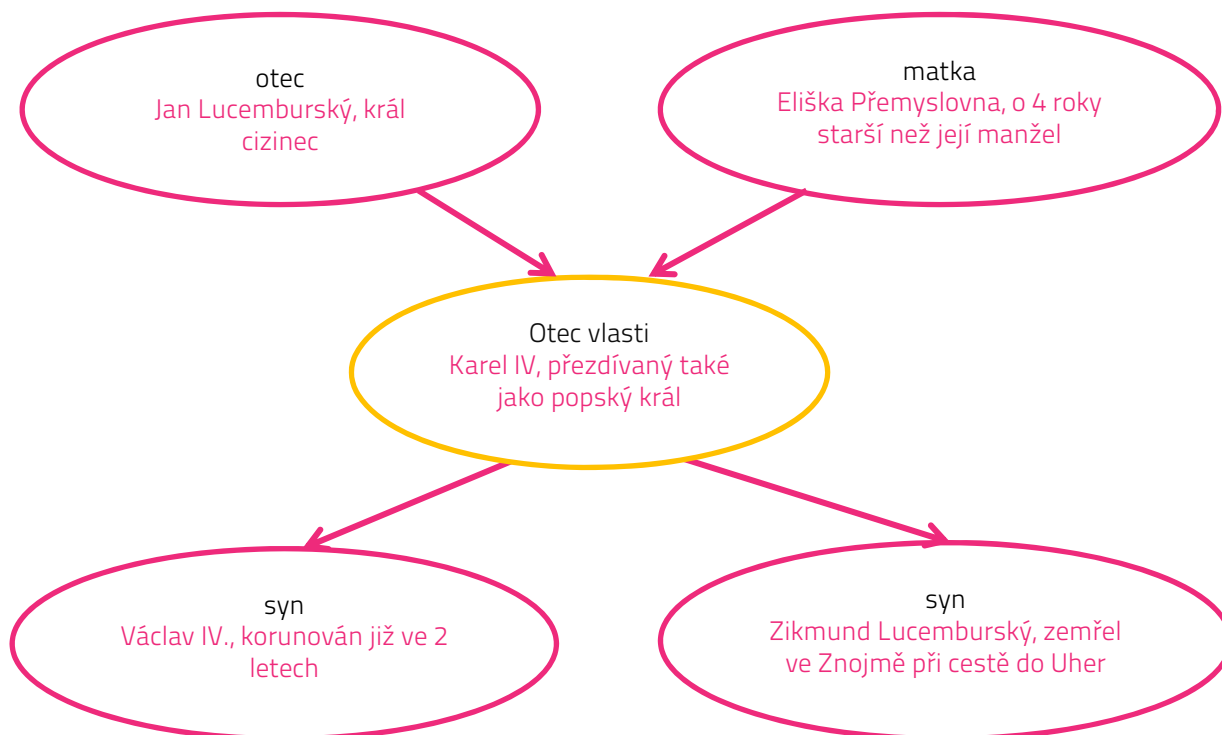 otec
Jan Lucemburský, král
cizinec
matka
Eliška Přemyslovna, o 4 roky
starší než její manžel
Otec vlasti
Karel IV, přezdívaný také
jako popský král
syn
Václav IV., korunován již ve 2
letech
syn
Zikmund Lucemburský, zemřel
ve Znojmě při cestě do Uher